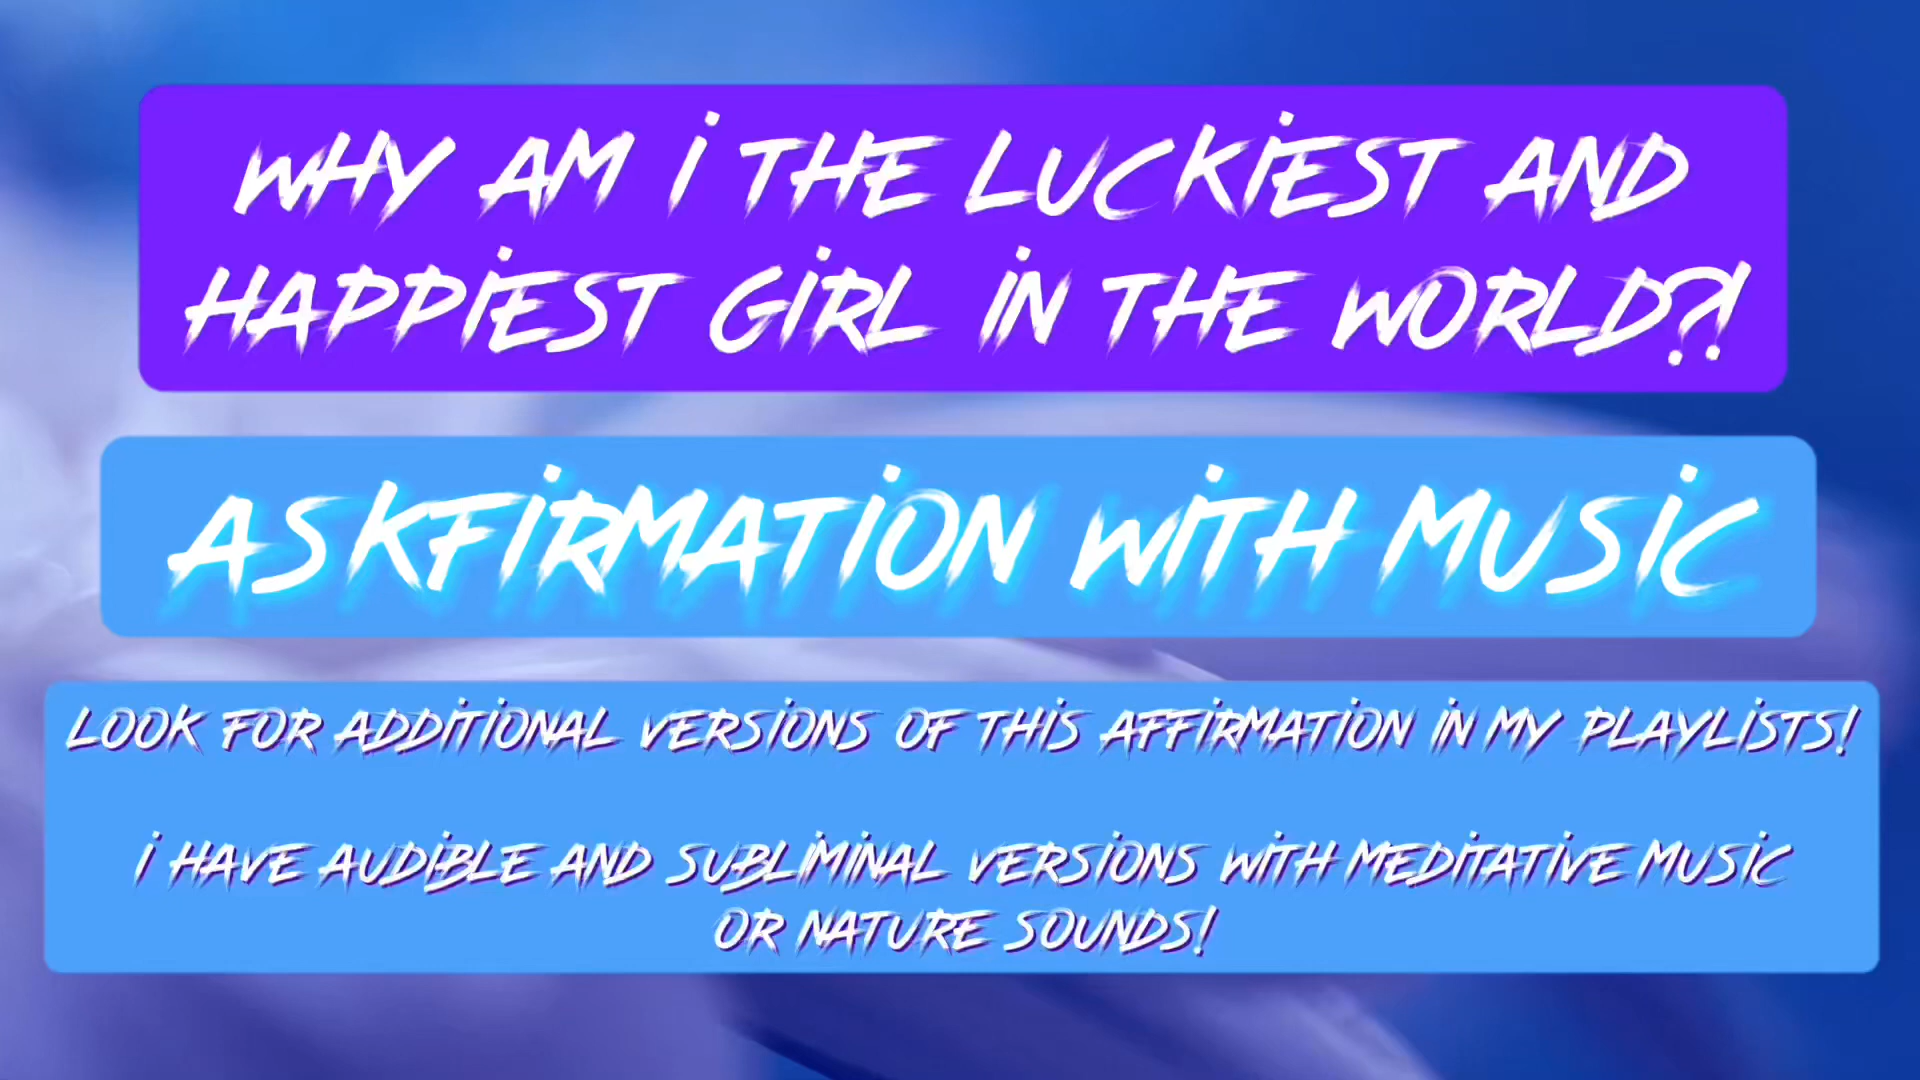 WHY AM I THE LUCKIEST AND
HAPPIEST GIRL IN THE WORLD?!
ASKFIRMATION WITH MUSIC
LOOK FOR ADDITIONAL VERSIONS OF THIS AFFIRMATION IN MY PLAYLISTS!
I HAVE AUDIBLE AND SUBLIMINAL VERSIONS WITH MEDITATIVE MUSIC
OR NATURE SOUNDS!